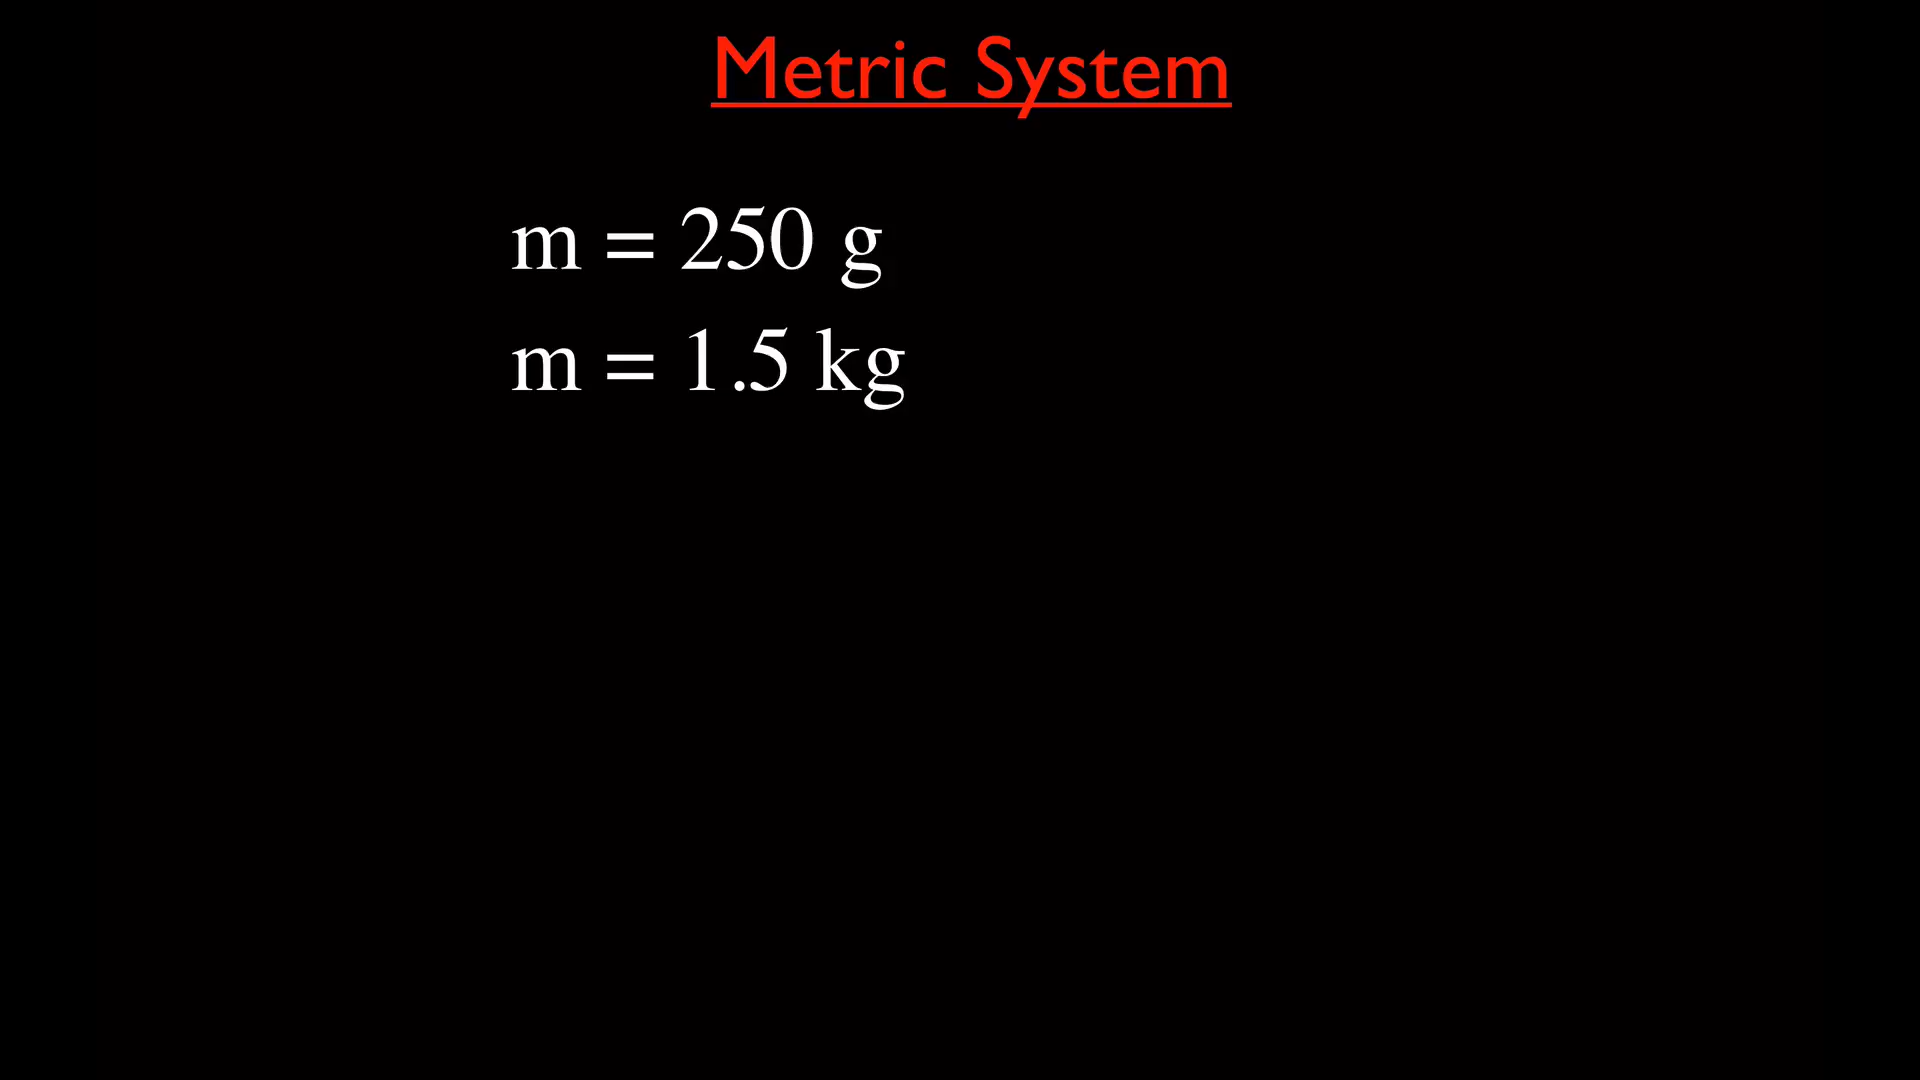 Metric System
m = 250 g
m = 1.5 kg